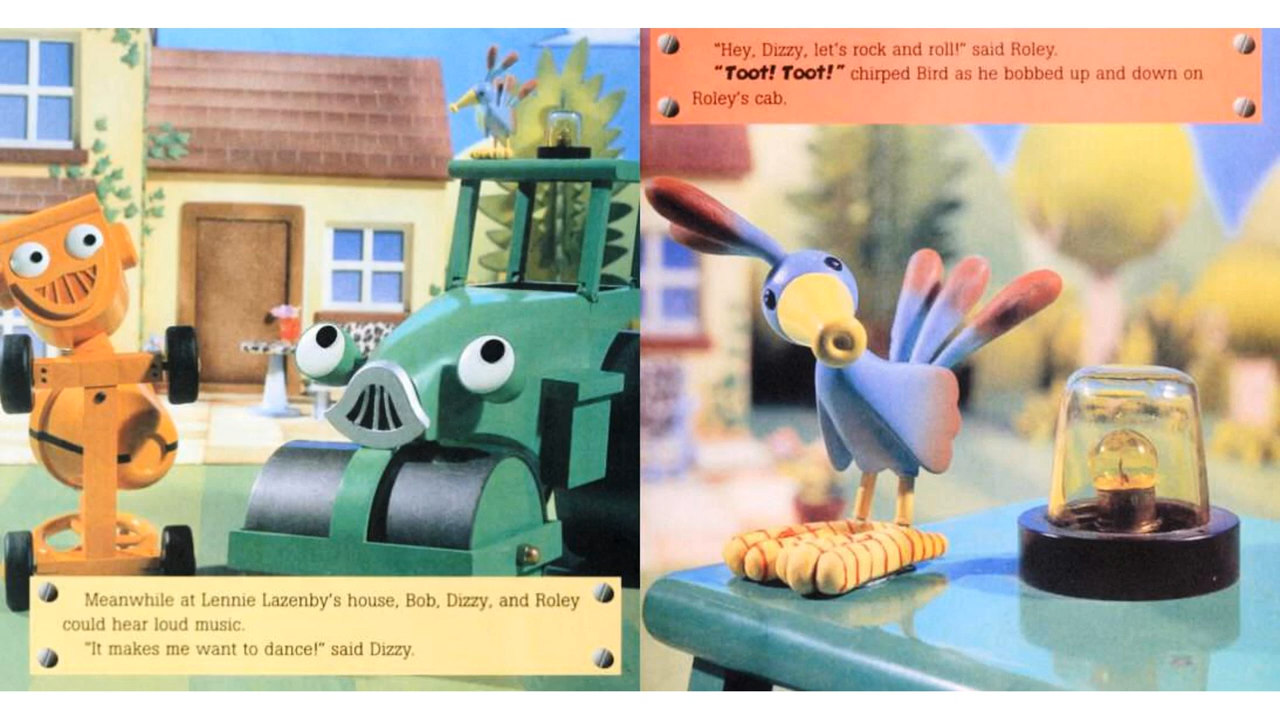 Meanwhile at Lennie Lazenby's house, Bob, Dizzy, and Roley
could hear loud music.
"It makes me want to dance!" said Dizzy.
"Hey, Dizzy, let's rock and roll!" said Roley.
"Toot! Toot!" chirped Bird as he bobbed up and down on
Roley's cab.